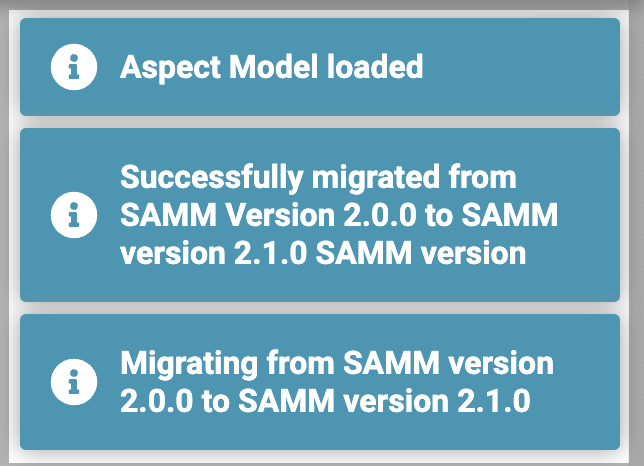 Aspect Model loaded
Successfully migrated from
SAMM Version 2.0.0 to SAMM
version 2.1.0 SAMM version
Migrating from SAMM version
2.0.0 to SAMM version 2.1.0